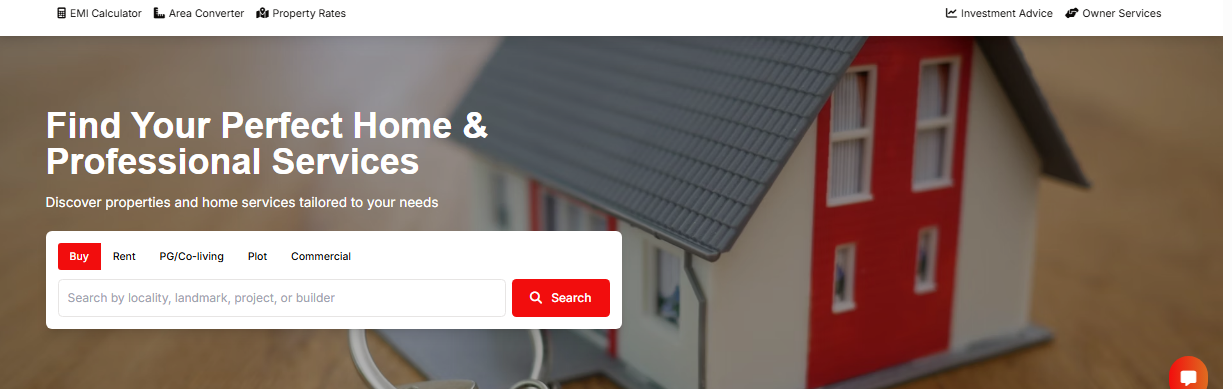 EMI Calculator Area Converter Property Rates Investment Advice Owner Services
Find Your Perfect Home &
Professional Services
Discover properties and home services tailored to your needs
Buy Rent PG/Co-living Plot Commercial
Search by locality, landmark, project, or builder Search